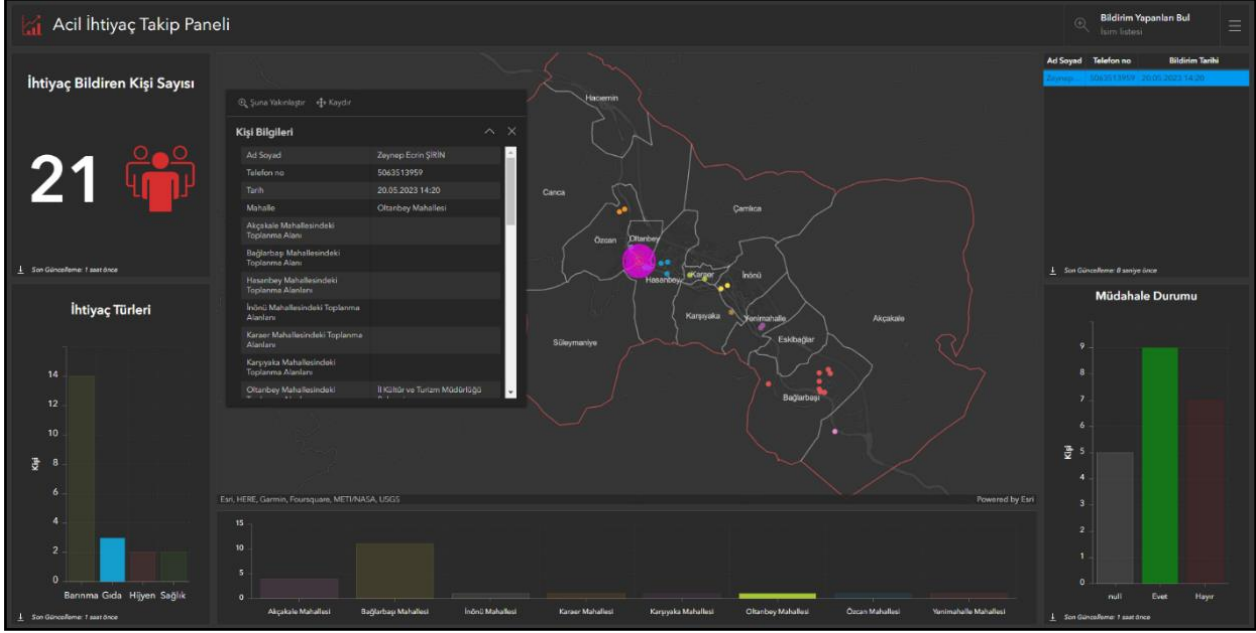 Acil İhtiyaç Takip Paneli
Bildirim Yapanları Bul
İsim listesi
İhtiyaç Bildiren Kişi Sayısı
21
Son Güncelleme: 1 saat önce
İhtiyaç Türleri
14
12
10
8
6
4
2
0
Kişi
Barınma Gıda Hijyen Sağlık
Son Güncelleme: 1 saat önce
Şuna Yakınlaştır Kaydır
Kişi Bilgileri
Ad Soyad Zeynep Ecrin ŞİRİN
Telefon no 5063513959
Tarih 20.05.2023 14:20
Mahalle Oltanbey Mahallesi
Akçakale Mahallesindeki
Toplanma Alanı
Bağlarbaşı Mahallesindeki
Toplanma Alanı
Hasanbey Mahallesindeki
Toplanma Alanları
İnönü Mahallesindeki Toplanma
Alanları
Karaer Mahallesindeki Toplanma
Alanları
Karşıyaka Mahallesindeki
Toplanma Alanları
Oltanbey Mahallesindeki İl Kültür ve Turizm Müdürlüğü
Hacıemin
Canca
Çamlıca
Özcan
Oltanbey
Hasanbey
Karaer
İnönü
Karşıyaka
Yenimahalle
Akçakale
Süleymaniye
Eskibağlar
Bağlarbaşı
Esri, HERE, Garmin, Foursquare, METI/NASA, USGS
Powered by Esri
15
10
5
0
Akçakale Mahallesi Bağlarbaşı Mahallesi İnönü Mahallesi Karaer Mahallesi Karşıyaka Mahallesi Oltanbey Mahallesi Özcan Mahallesi Yenimahalle Mahallesi
Ad Soyad Telefon no Bildirim Tarihi
Zeynep... 5063513959 20.05.2023 14:20
Son Güncelleme: 8 saniye önce
Müdahale Durumu
9
7
6
5
3
2
1
0
Kişi
null Evet Hayır
Son Güncelleme: 1 saat önce